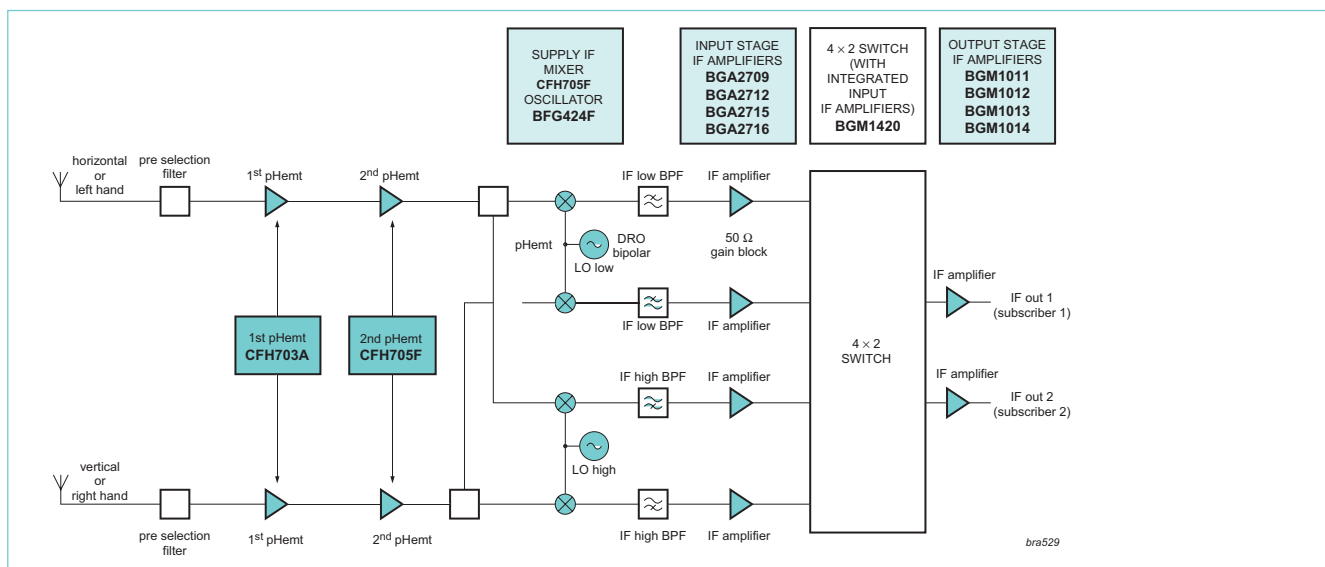 SUPPLY IF
MIXER
CFH705F
OSCILLATOR
BFG424F
INPUT STAGE
IF AMPLIFIERS
BGA2709
BGA2712
BGA2715
BGA2716
4 × 2 SWITCH
(WITH
INTEGRATED
INPUT
IF AMPLIFIERS)
BGM1420
OUTPUT STAGE
IF AMPLIFIERS
BGM1011
BGM1012
BGM1013
BGM1014
horizontal
or
left hand
pre selection
filter
1st pHemt
2nd pHemt
IF low BPF
IF amplifier
pHemt
DRO
bipolar
LO low
50 Ω
gain block
IF low BPF
IF amplifier
IF amplifier
IF out 1
(subscriber 1)
1st pHemt
CFH703A
2nd pHemt
CFH705F
4 × 2
SWITCH
IF high BPF
IF amplifier
IF amplifier
IF out 2
(subscriber 2)
LO high
vertical
or
right hand
pre selection
filter
1st pHemt
2nd pHemt
IF high BPF
IF amplifier
bra529